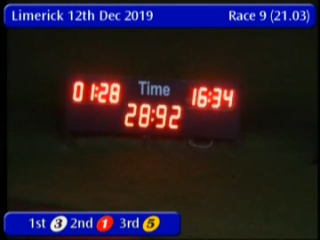 Limerick 12th Dec 2019 Race 9 (21.03)
01:28 Time 16:34
28:92
1st 3 2nd 1 3rd 5